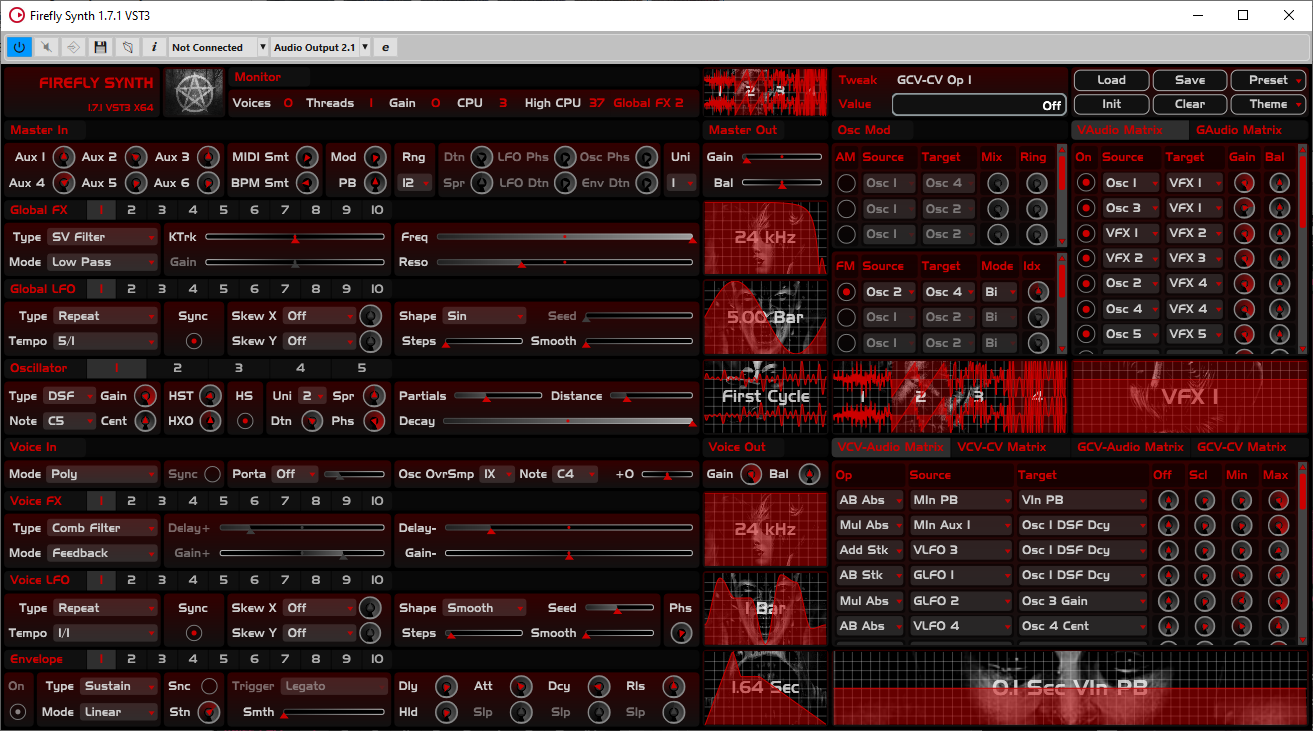 Firefly Synth 1.7.1 VST3
Not Connected Audio Output 2.1 e
FIREFLY SYNTH
1.7.1 VST3 X64
Monitor
Voices 0 Threads 1 Gain 0 CPU 3 High CPU 37 Global FX 2
1 2 3 4
Tweak GCV-CV Op 1
Value Off
Load Save Preset
Init Clear Theme
Master In
Aux 1 Aux 2 Aux 3 MIDI Smt Mod Rng Dtn LFO Phs Osc Phs Uni
Aux 4 Aux 5 Aux 6 BPM Smt PB 12 Spr LFO Dtn Env Dtn 1
Master Out
Gain
Bal
Osc Mod
AM Source Target Mix Ring
Osc 1 Osc 4
Osc 1 Osc 2
Osc 1 Osc 2
FM Source Target Mode Idx
Osc 2 Osc 4 Bi
Osc 1 Osc 2 Bi
Osc 1 Osc 2 Bi
VAudio Matrix GAudio Matrix
On Source Target Gain Bal
Osc 1 VFX 1
Osc 3 VFX 1
VFX 1 VFX 2
VFX 2 VFX 3
Osc 2 VFX 4
Osc 4 VFX 4
Osc 5 VFX 5
Global FX 1 2 3 4 5 6 7 8 9 10
Type SV Filter KTrk Freq
Mode Low Pass Gain Reso
24 kHz
Global LFO 1 2 3 4 5 6 7 8 9 10
Type Repeat Sync Skew X Off Shape Sin Seed
Tempo 5/1 Skew Y Off Steps Smooth
5.00 Bar
Oscillator 1 2 3 4 5
Type DSF Gain HST HS Uni 2 Spr Partials Distance
Note C5 Cent HXO Dtn Phs Decay
First Cycle
1 2 3 4
VFX 1
Voice In
Mode Poly Sync Porta Off Osc OvrSmp 1X Note C4 +0
Voice Out
Gain Bal
VCV-Audio Matrix VCV-CV Matrix GCV-Audio Matrix GCV-CV Matrix
Op Source Target Off Scl Min Max
AB Abs MIn PB VIn PB
Mul Abs MIn Aux 1 Osc 1 DSF Dcy
Add Stk VLFO 3 Osc 1 DSF Dcy
AB Stk GLFO 1 Osc 1 DSF Dcy
Mul Abs GLFO 2 Osc 3 Gain
AB Abs VLFO 4 Osc 4 Cent
Voice FX 1 2 3 4 5 6 7 8 9 10
Type Comb Filter Delay+ Delay-
Mode Feedback Gain+ Gain-
24 kHz
Voice LFO 1 2 3 4 5 6 7 8 9 10
Type Repeat Sync Skew X Off Shape Smooth Seed Phs
Tempo 1/1 Skew Y Off Steps Smooth
1 Bar
Envelope 1 2 3 4 5 6 7 8 9 10
On Type Sustain Snc Trigger Legato Dly Att Dcy Rls
Mode Linear Stn Smth Hld Slp Slp Slp
1.64 Sec
0.1 Sec VIn PB